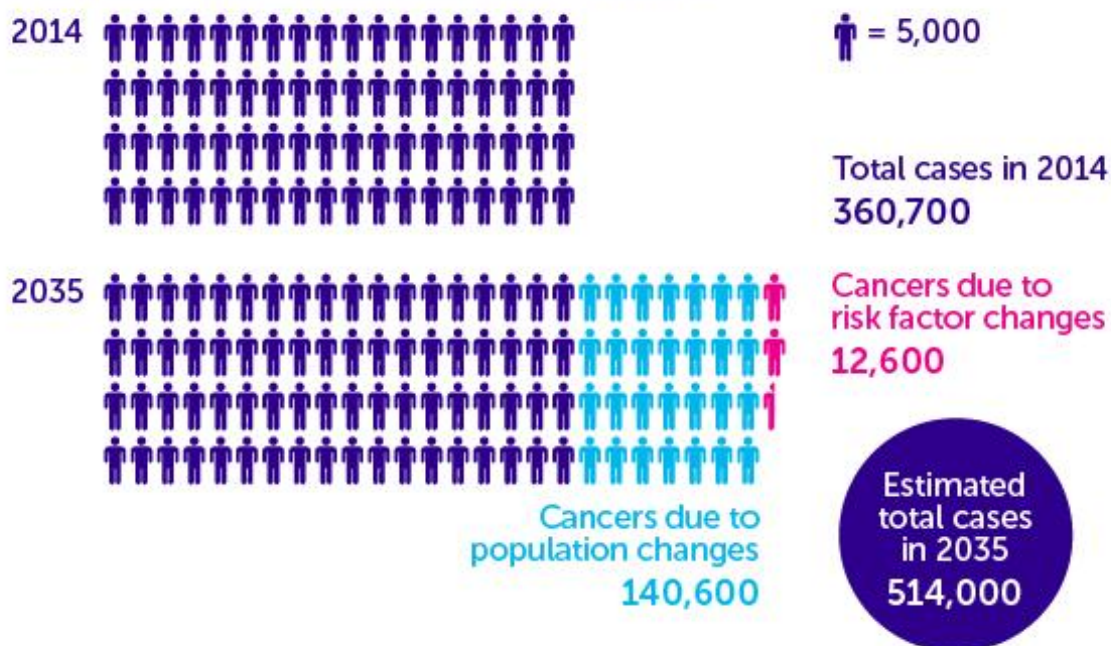 2014
= 5,000
Total cases in 2014
360,700
2035
Cancers due to
risk factor changes
12,600
Cancers due to
population changes
140,600
Estimated
total cases
in 2035
514,000